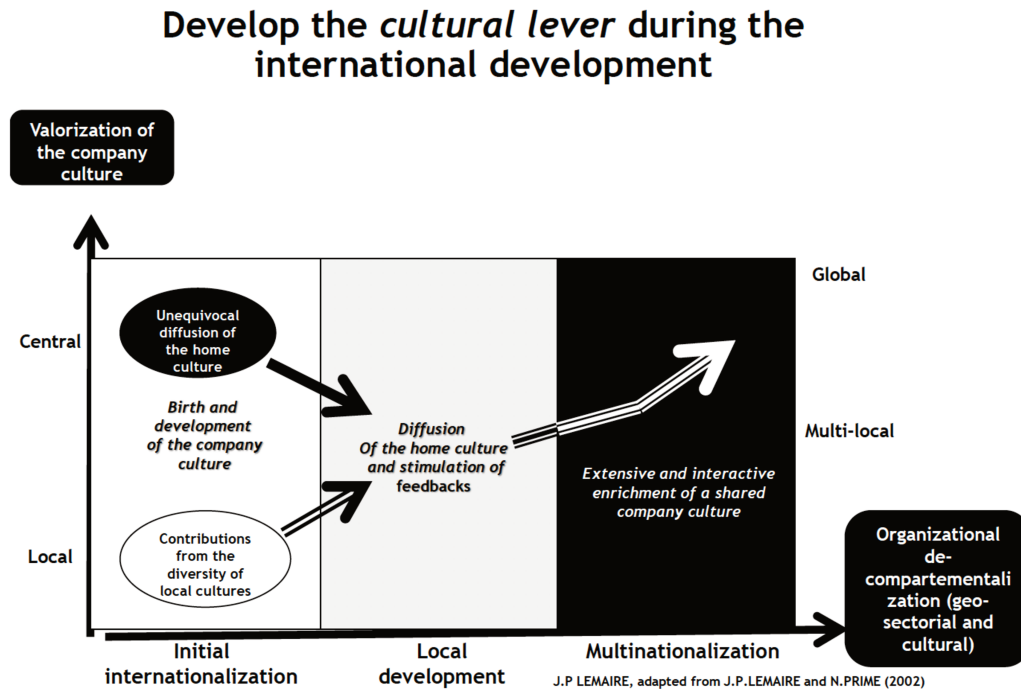 Develop the cultural lever during the
international development
Valorization of
the company
culture
Global
Central
Unequivocal
diffusion of
the home
culture
Birth and
development
of the company
culture
Diffusion
Of the home culture
and stimulation of
feedbacks
Multi-local
Extensive and interactive
enrichment of a shared
company culture
Local
Contributions
from the
diversity of
local cultures
Organizational
de-
compartementali
zation (geo-
sectorial and
cultural)
Initial
internationalization
Local
development
Multinationalization
J.P LEMAIRE, adapted from J.P.LEMAIRE and N.PRIME (2002)